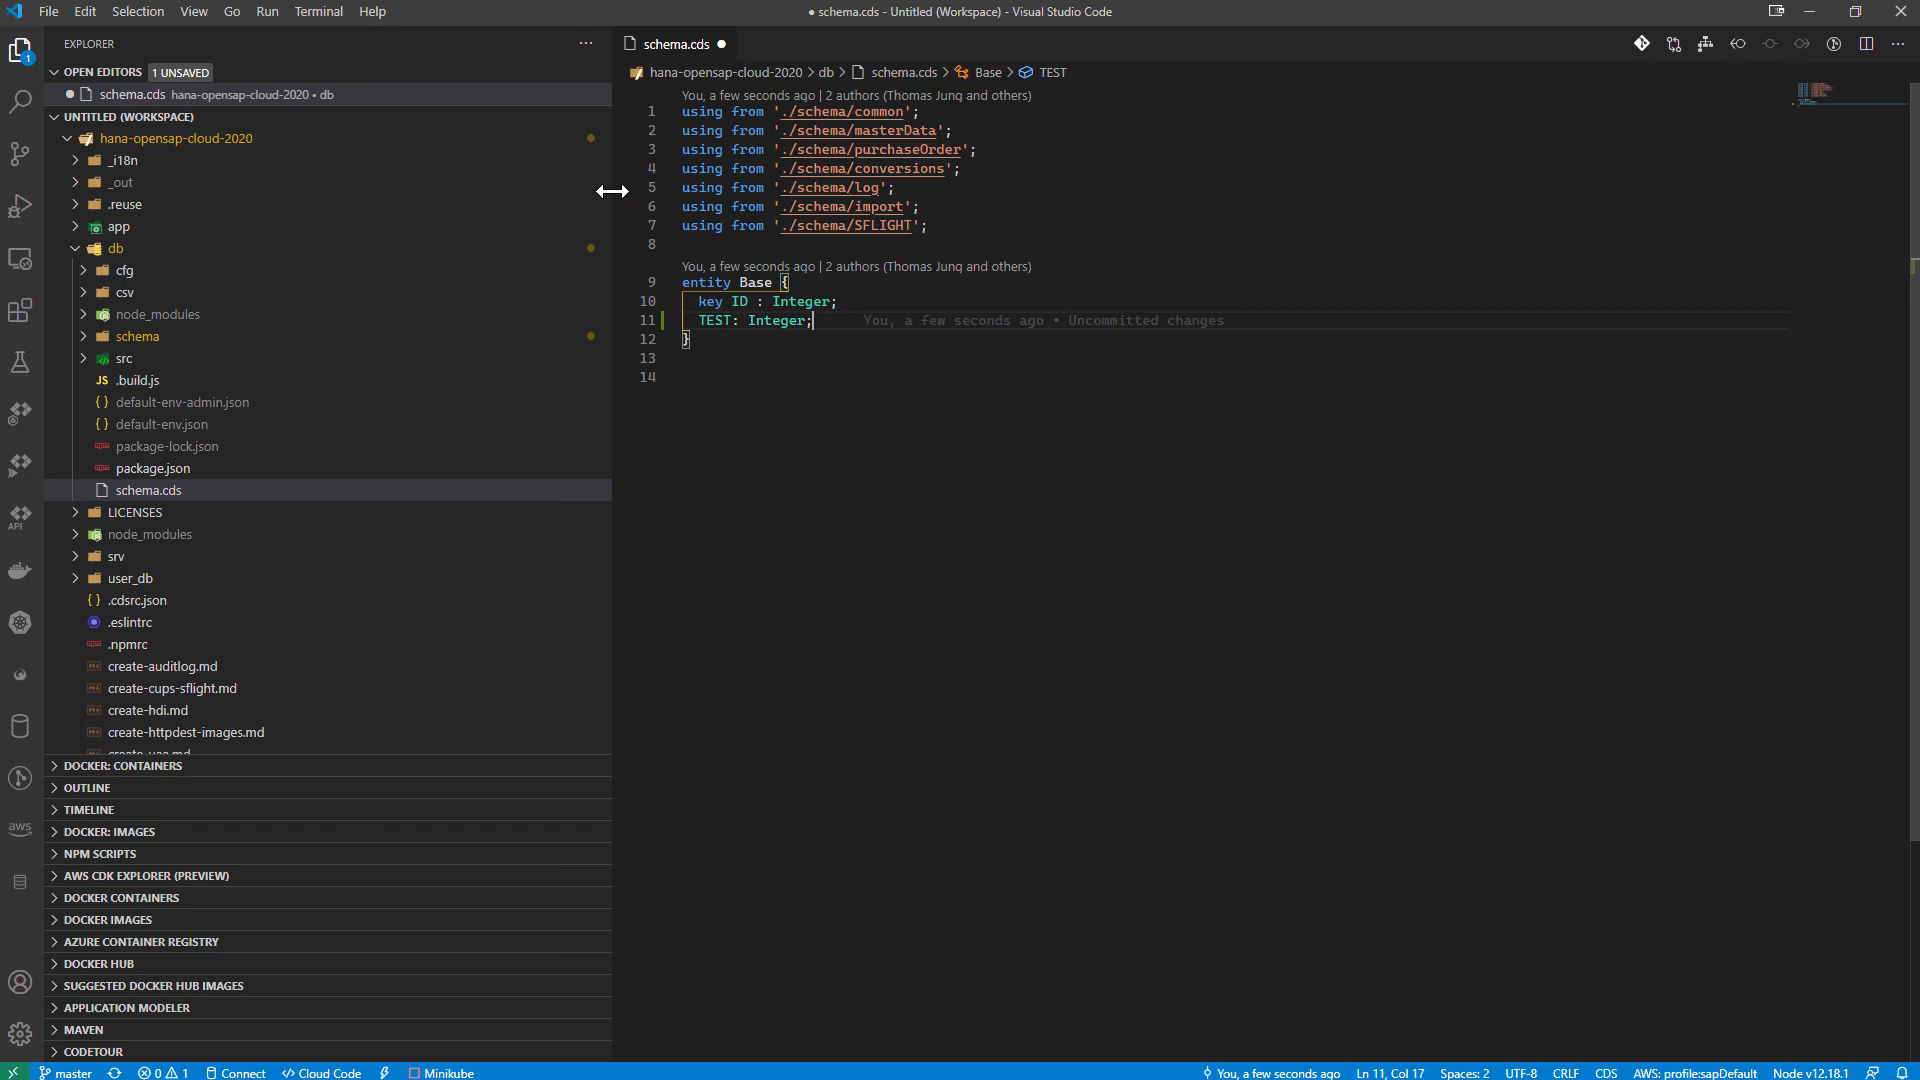 File Edit Selection View Go Run Terminal Help
● schema.cds - Untitled (Workspace) - Visual Studio Code
EXPLORER
OPEN EDITORS 1 UNSAVED
schema.cds hana-opensap-cloud-2020 • db
UNTITLED (WORKSPACE)
hana-opensap-cloud-2020
_i18n
_out
.reuse
app
db
cfg
csv
node_modules
schema
src
JS .build.js
{ } default-env-admin.json
{ } default-env.json
package-lock.json
package.json
schema.cds
LICENSES
node_modules
srv
user_db
{ } .cdsrc.json
.eslintrc
.npmrc
create-auditlog.md
create-cups-sflight.md
create-hdi.md
create-httpdest-images.md
create-uaa.md
DOCKER: CONTAINERS
OUTLINE
TIMELINE
DOCKER: IMAGES
NPM SCRIPTS
AWS CDK EXPLORER (PREVIEW)
DOCKER CONTAINERS
DOCKER IMAGES
AZURE CONTAINER REGISTRY
DOCKER HUB
SUGGESTED DOCKER HUB IMAGES
APPLICATION MODELER
MAVEN
CODETOUR
1
API
aws
schema.cds ●
hana-opensap-cloud-2020 > db > schema.cds > Base > TEST
You, a few seconds ago | 2 authors (Thomas Jung and others)
1 using from './schema/common';
2 using from './schema/masterData';
3 using from './schema/purchaseOrder';
4 using from './schema/conversions';
5 using from './schema/log';
6 using from './schema/import';
7 using from './schema/SFLIGHT';
8
You, a few seconds ago | 2 authors (Thomas Jung and others)
9 entity Base {
10 key ID : Integer;
11 TEST: Integer; You, a few seconds ago • Uncommitted changes
12 }
13
14
master 0 1 Connect </> Cloud Code Minikube You, a few seconds ago Ln 11, Col 17 Spaces: 2 UTF-8 CRLF CDS AWS: profile:sapDefault Node v12.18.1